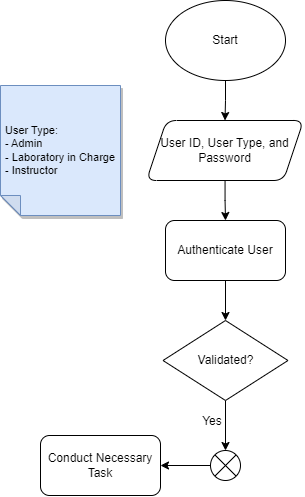 Start
User ID, User Type, and
Password
User Type:
- Admin
- Laboratory in Charge
- Instructor
Authenticate User
Validated?
Yes
Conduct Necessary
Task